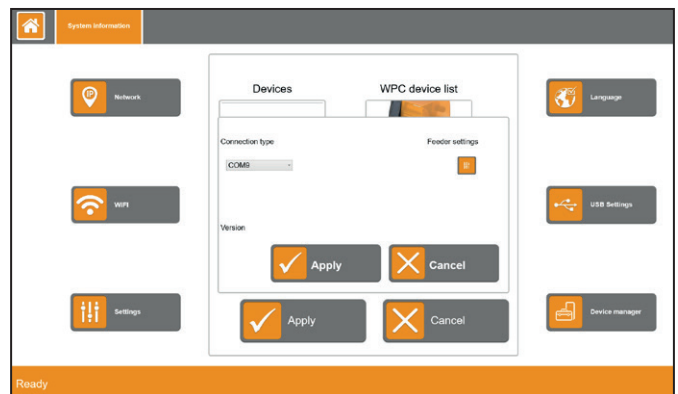 System information
Network
WIFI
Settings
Devices
WPC device list
Connection type
Feeder settings
COM9
Version
Apply
Cancel
Apply
Cancel
Language
USB Settings
Device manager
Ready